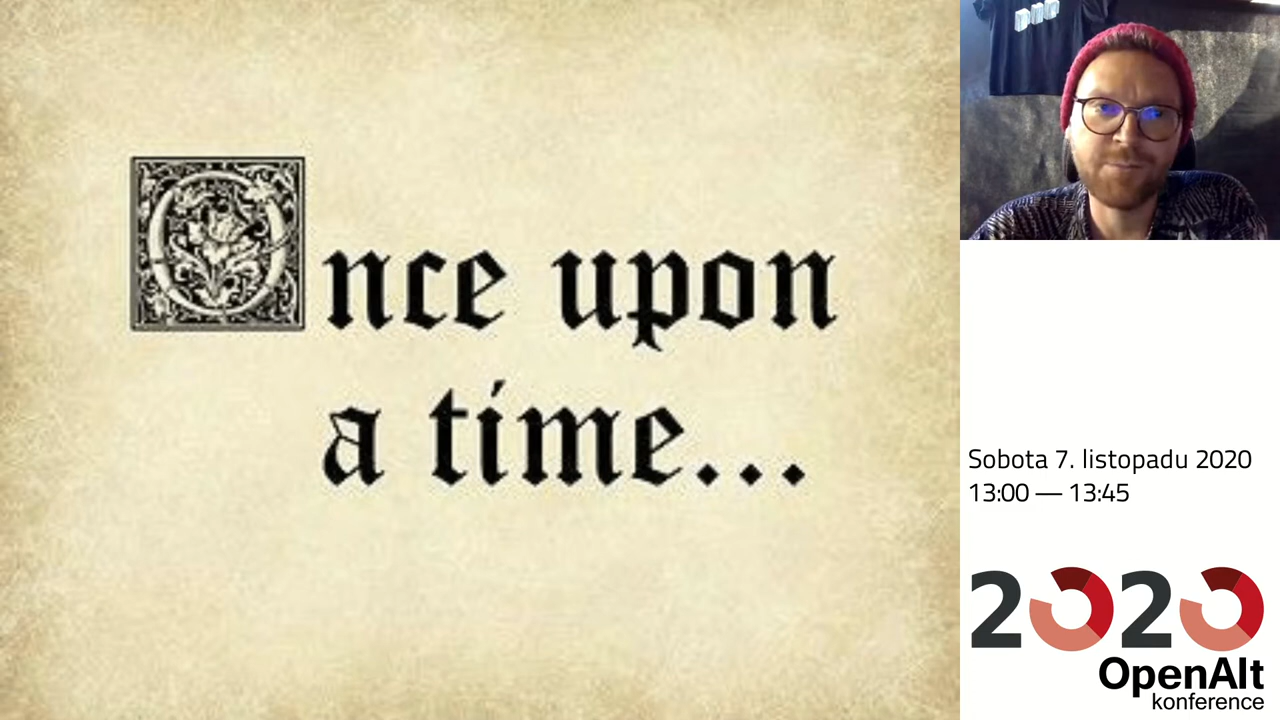 Once upon
a time...
Sobota 7. listopadu 2020
13:00 — 13:45
2020
OpenAlt
konference